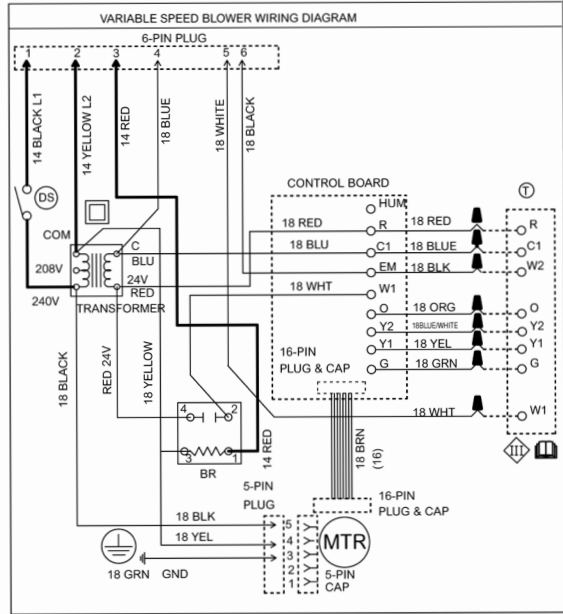 VARIABLE SPEED BLOWER WIRING DIAGRAM
6-PIN PLUG
1 2 3 4 5 6
14 BLACK L1
14 YELLOW L2
14 RED
18 BLUE
18 WHITE
18 BLACK
DS
CONTROL BOARD
T
HUM
18 RED R 18 RED R
COM C
18 BLU C1 18 BLUE C1
BLU
EM 18 BLK W2
208V 24V
18 WHT W1
RED
240V
TRANSFORMER
O 18 ORG O
Y2 18BLUE/WHITE Y2
Y1 18 YEL Y1
16-PIN
PLUG & CAP
G 18 GRN G
18 BLACK
RED 24V
18 YELLOW
4 2
18 WHT W1
14 RED
18 BRN
(16)
III
3 1
BR
5-PIN
PLUG
16-PIN
PLUG & CAP
18 BLK 5
18 YEL 4
3
2
1
MTR
18 GRN GND
5-PIN
CAP